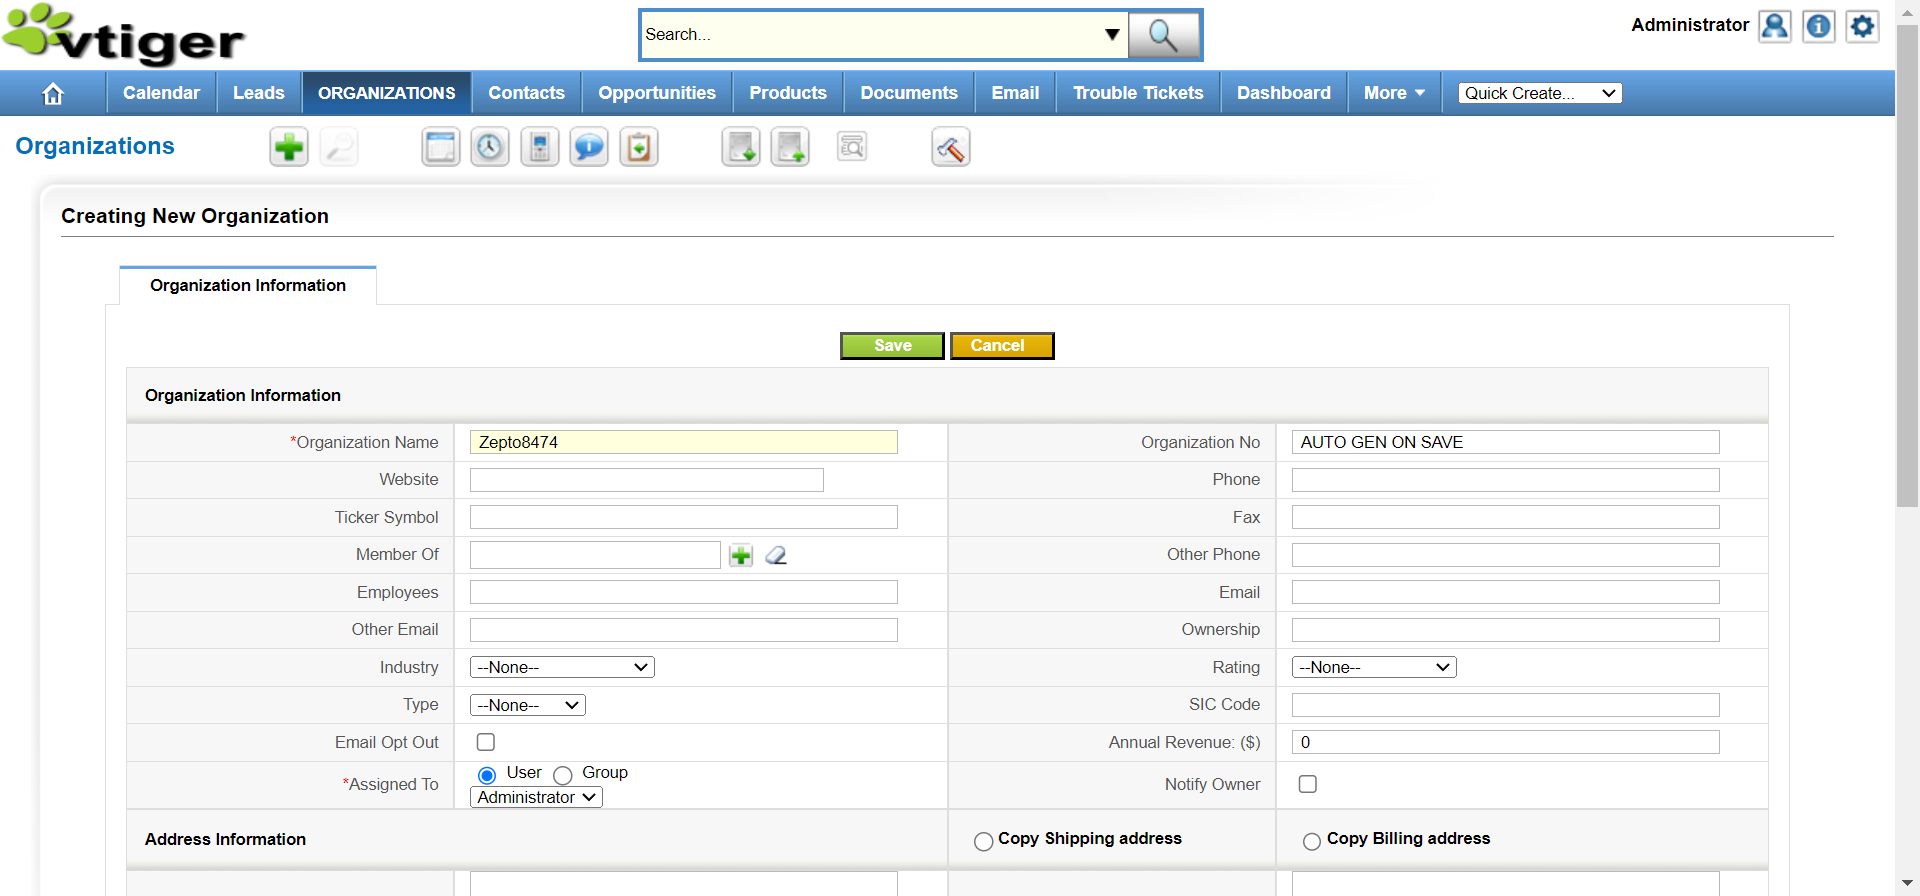 vtiger
Search...
Administrator
Calendar Leads ORGANIZATIONS Contacts Opportunities Products Documents Email Trouble Tickets Dashboard More Quick Create...
Organizations
Creating New Organization
Organization Information
Save Cancel
Organization Information
*Organization Name Zepto8474 Organization No AUTO GEN ON SAVE
Website Phone
Ticker Symbol Fax
Member Of Other Phone
Employees Email
Other Email Ownership
Industry --None-- Rating --None--
Type --None-- SIC Code
Email Opt Out Annual Revenue: ($) 0
*Assigned To User Group Notify Owner
Administrator
Address Information Copy Shipping address Copy Billing address